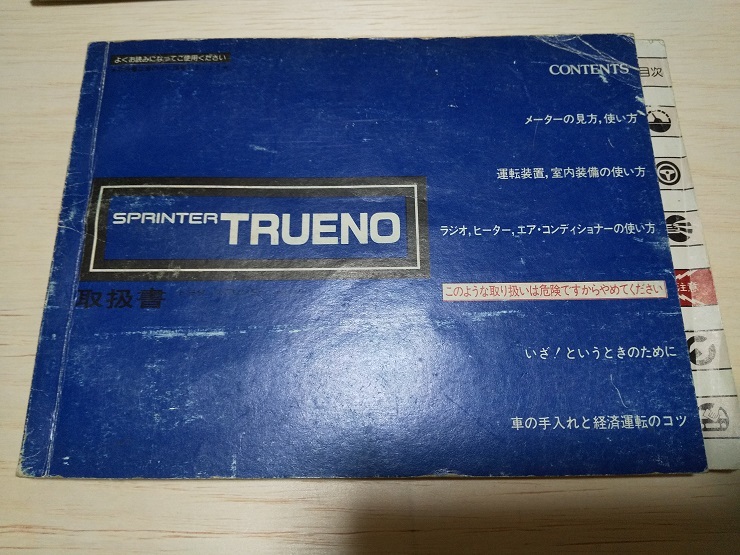 よくお読みになってご使用ください
SPRINTER TRUENO
取扱書
CONTENTS
目次
メーターの見方,使い方
運転装置,室内装備の使い方
ラジオ,ヒーター,エア・コンディショナーの使い方
このような取り扱いは危険ですからやめてください
注意
いざ!というときのために
車の手入れと経済運転のコツ